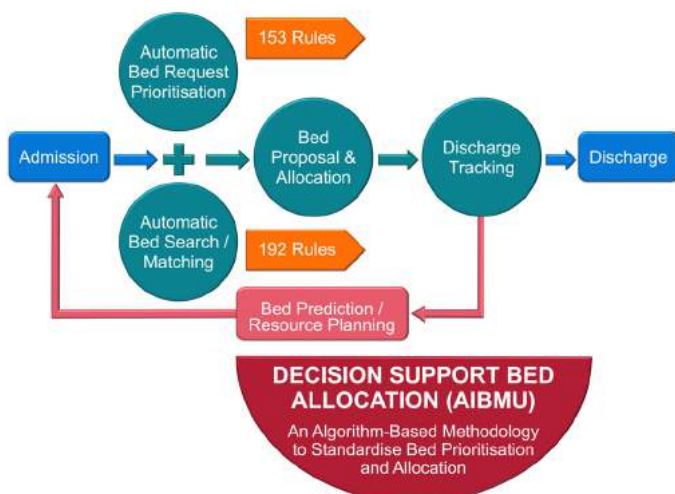 153 Rules
Automatic
Bed Request
Prioritisation
Admission
Bed
Proposal &
Allocation
Discharge
Tracking
Discharge
Automatic
Bed Search /
Matching
192 Rules
Bed Prediction /
Resource Planning
DECISION SUPPORT BED
ALLOCATION (AIBMU)
An Algorithm-Based Methodology
to Standardise Bed Prioritisation
and Allocation